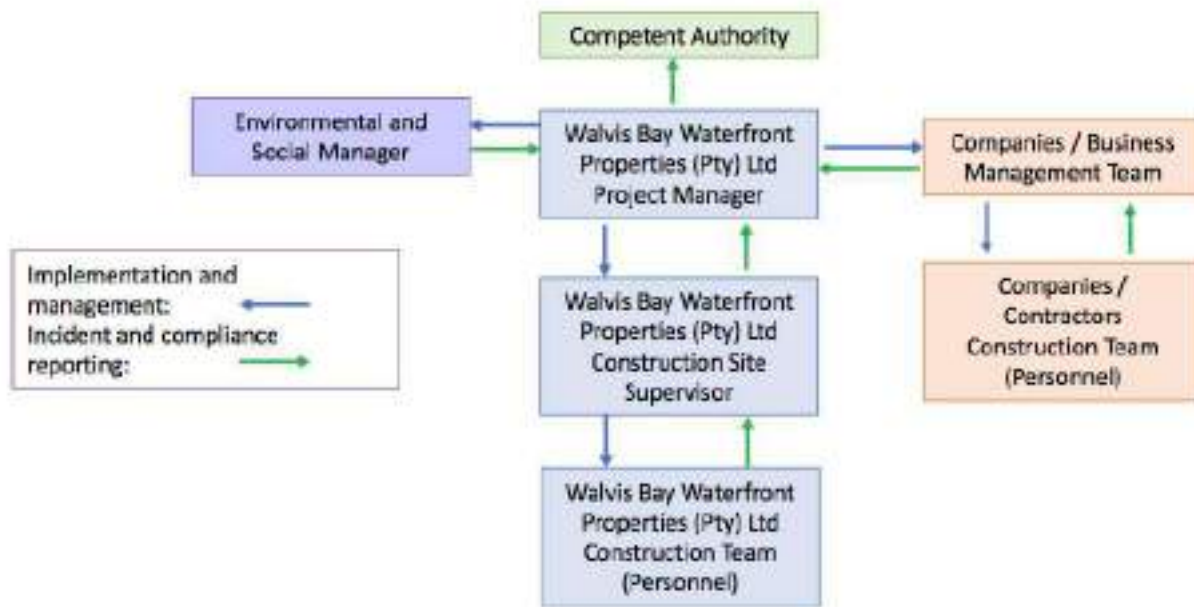 Competent Authority
Environmental and
Social Manager
Walvis Bay Waterfront
Properties (Pty) Ltd
Project Manager
Companies / Business
Management Team
Implementation and
management:
Incident and compliance
reporting:
Walvis Bay Waterfront
Properties (Pty) Ltd
Construction Site
Supervisor
Companies /
Contractors
Construction Team
(Personnel)
Walvis Bay Waterfront
Properties (Pty) Ltd
Construction Team
(Personnel)